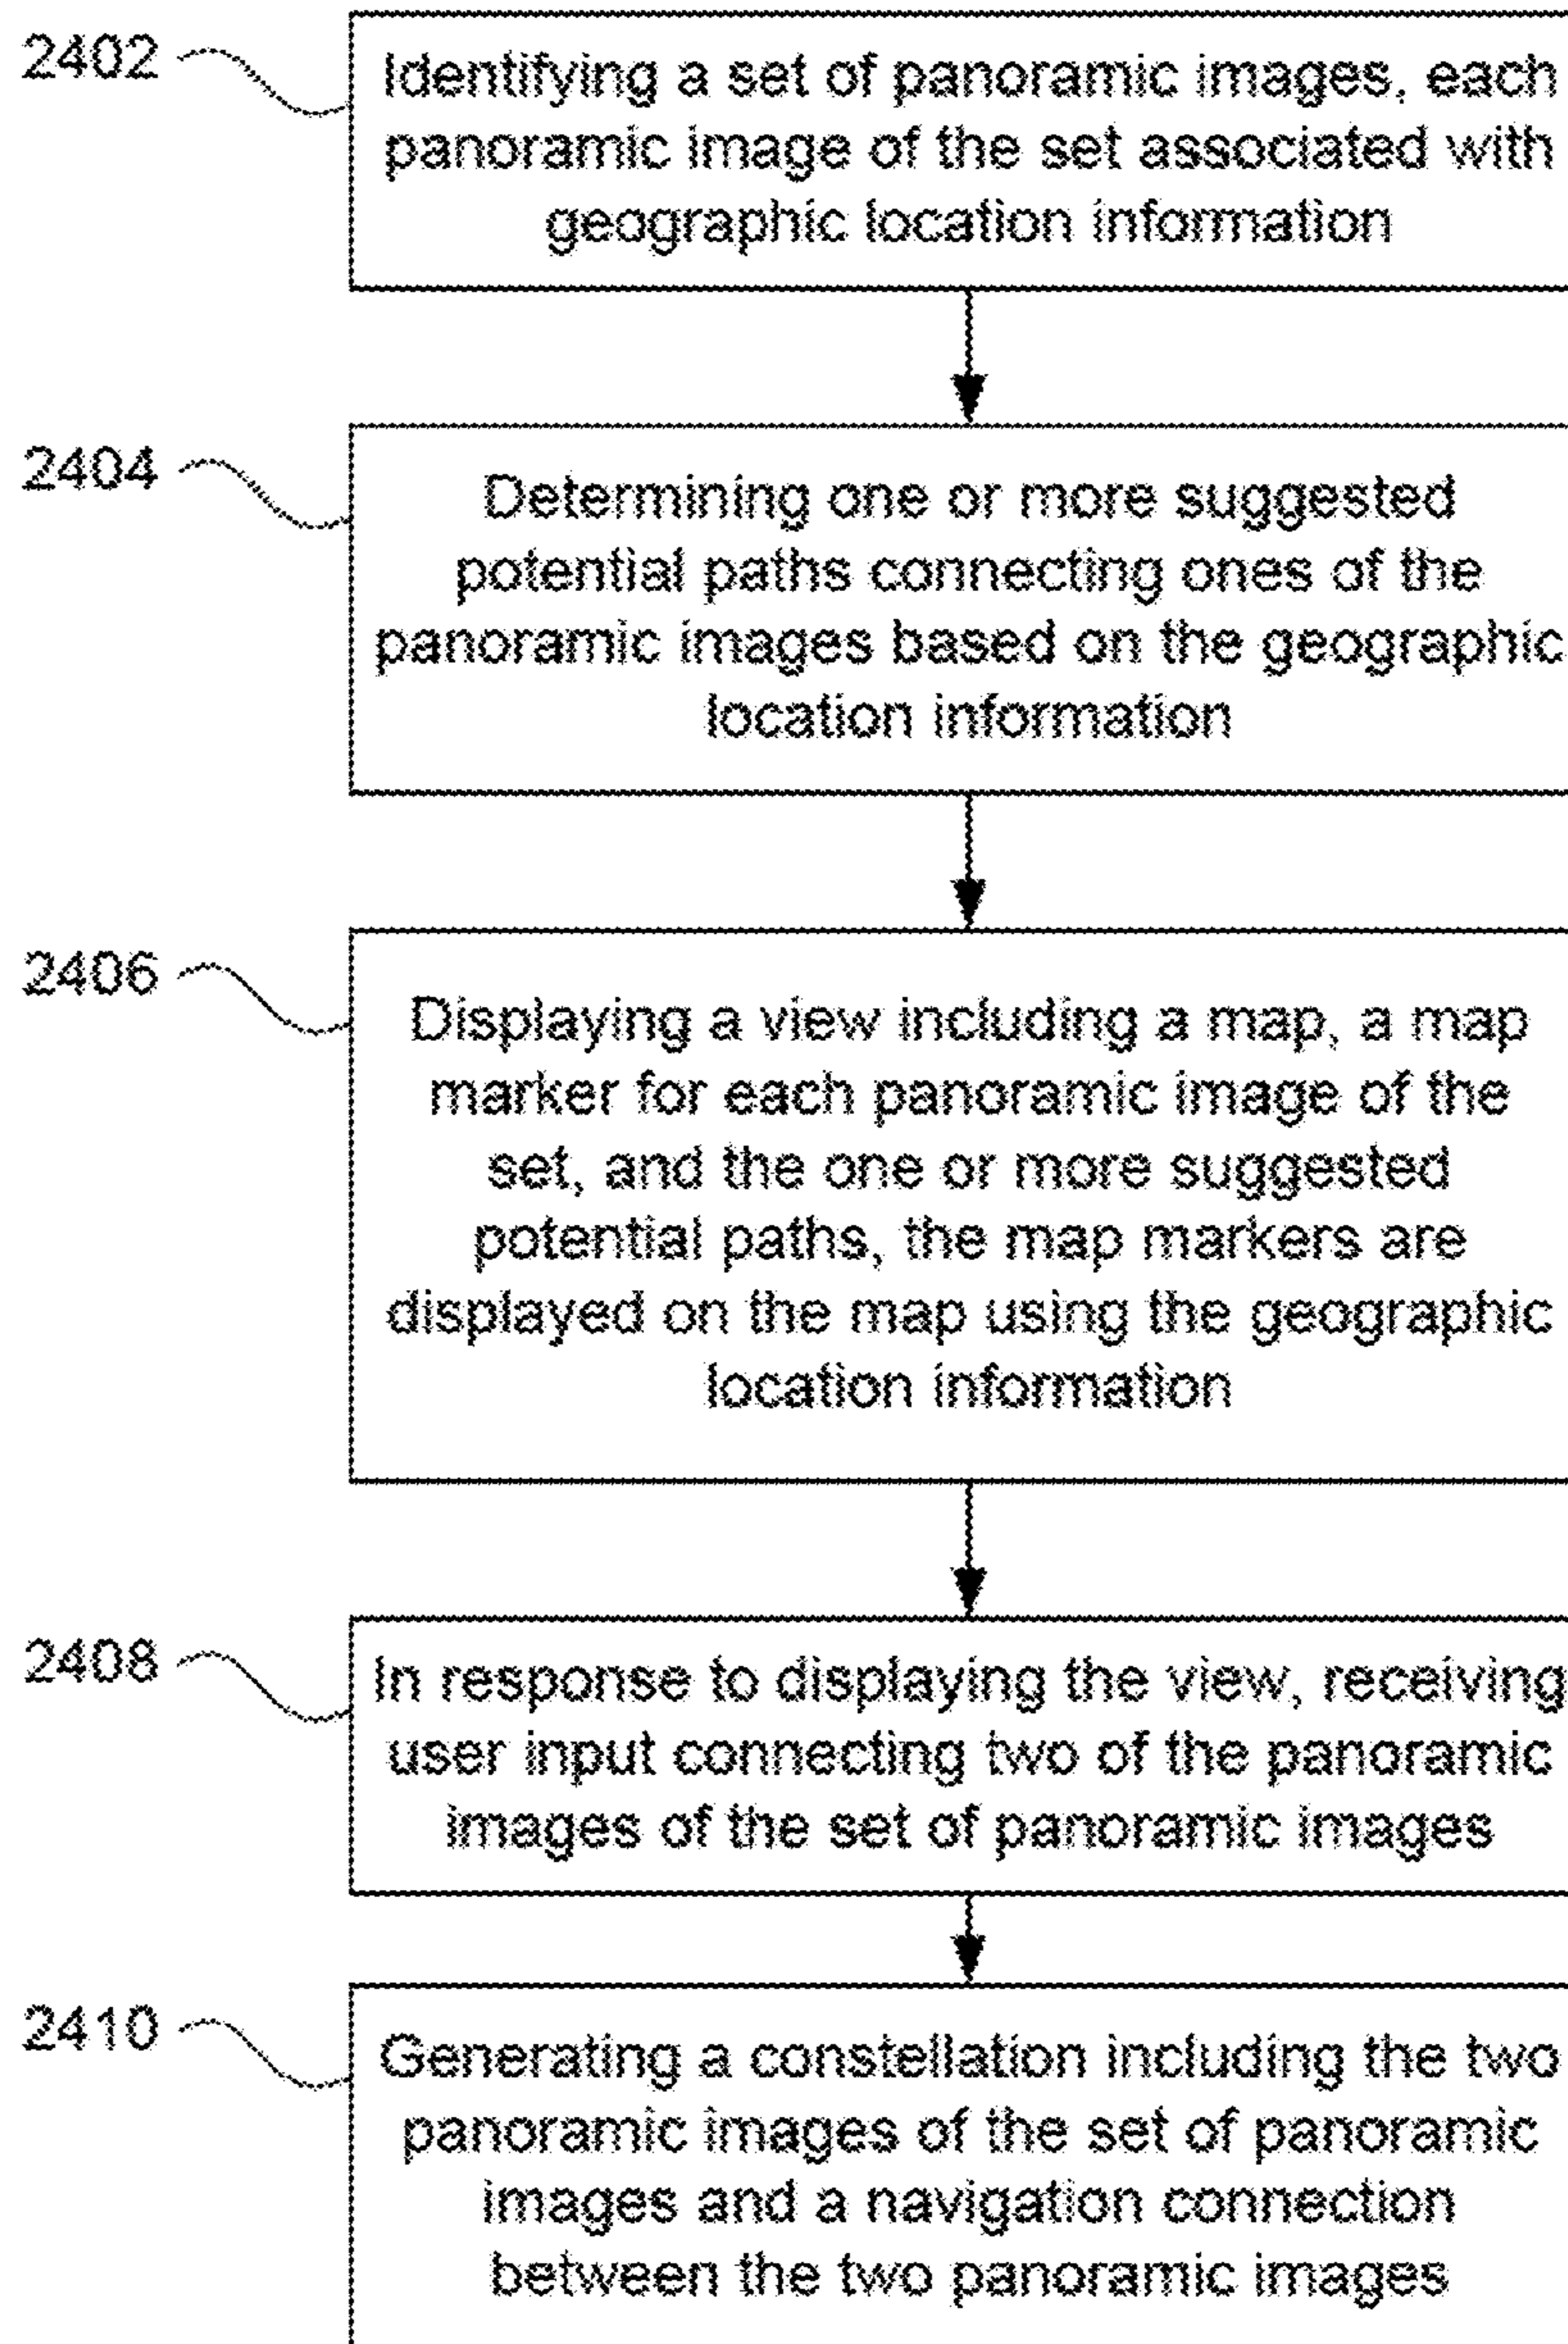 2402
Identifying a set of panoramic images, each
panoramic image of the set associated with
geographic location information
2404
Determining one or more suggested
potential paths connecting ones of the
panoramic images based on the geographic
location information
2406
Displaying a view including a map, a map
marker for each panoramic image of the
set, and the one or more suggested
potential paths, the map markers are
displayed on the map using the geographic
location information
2408
In response to displaying the view, receiving
user input connecting two of the panoramic
images of the set of panoramic images
2410
Generating a constellation including the two
panoramic images of the set of panoramic
images and a navigation connection
between the two panoramic images